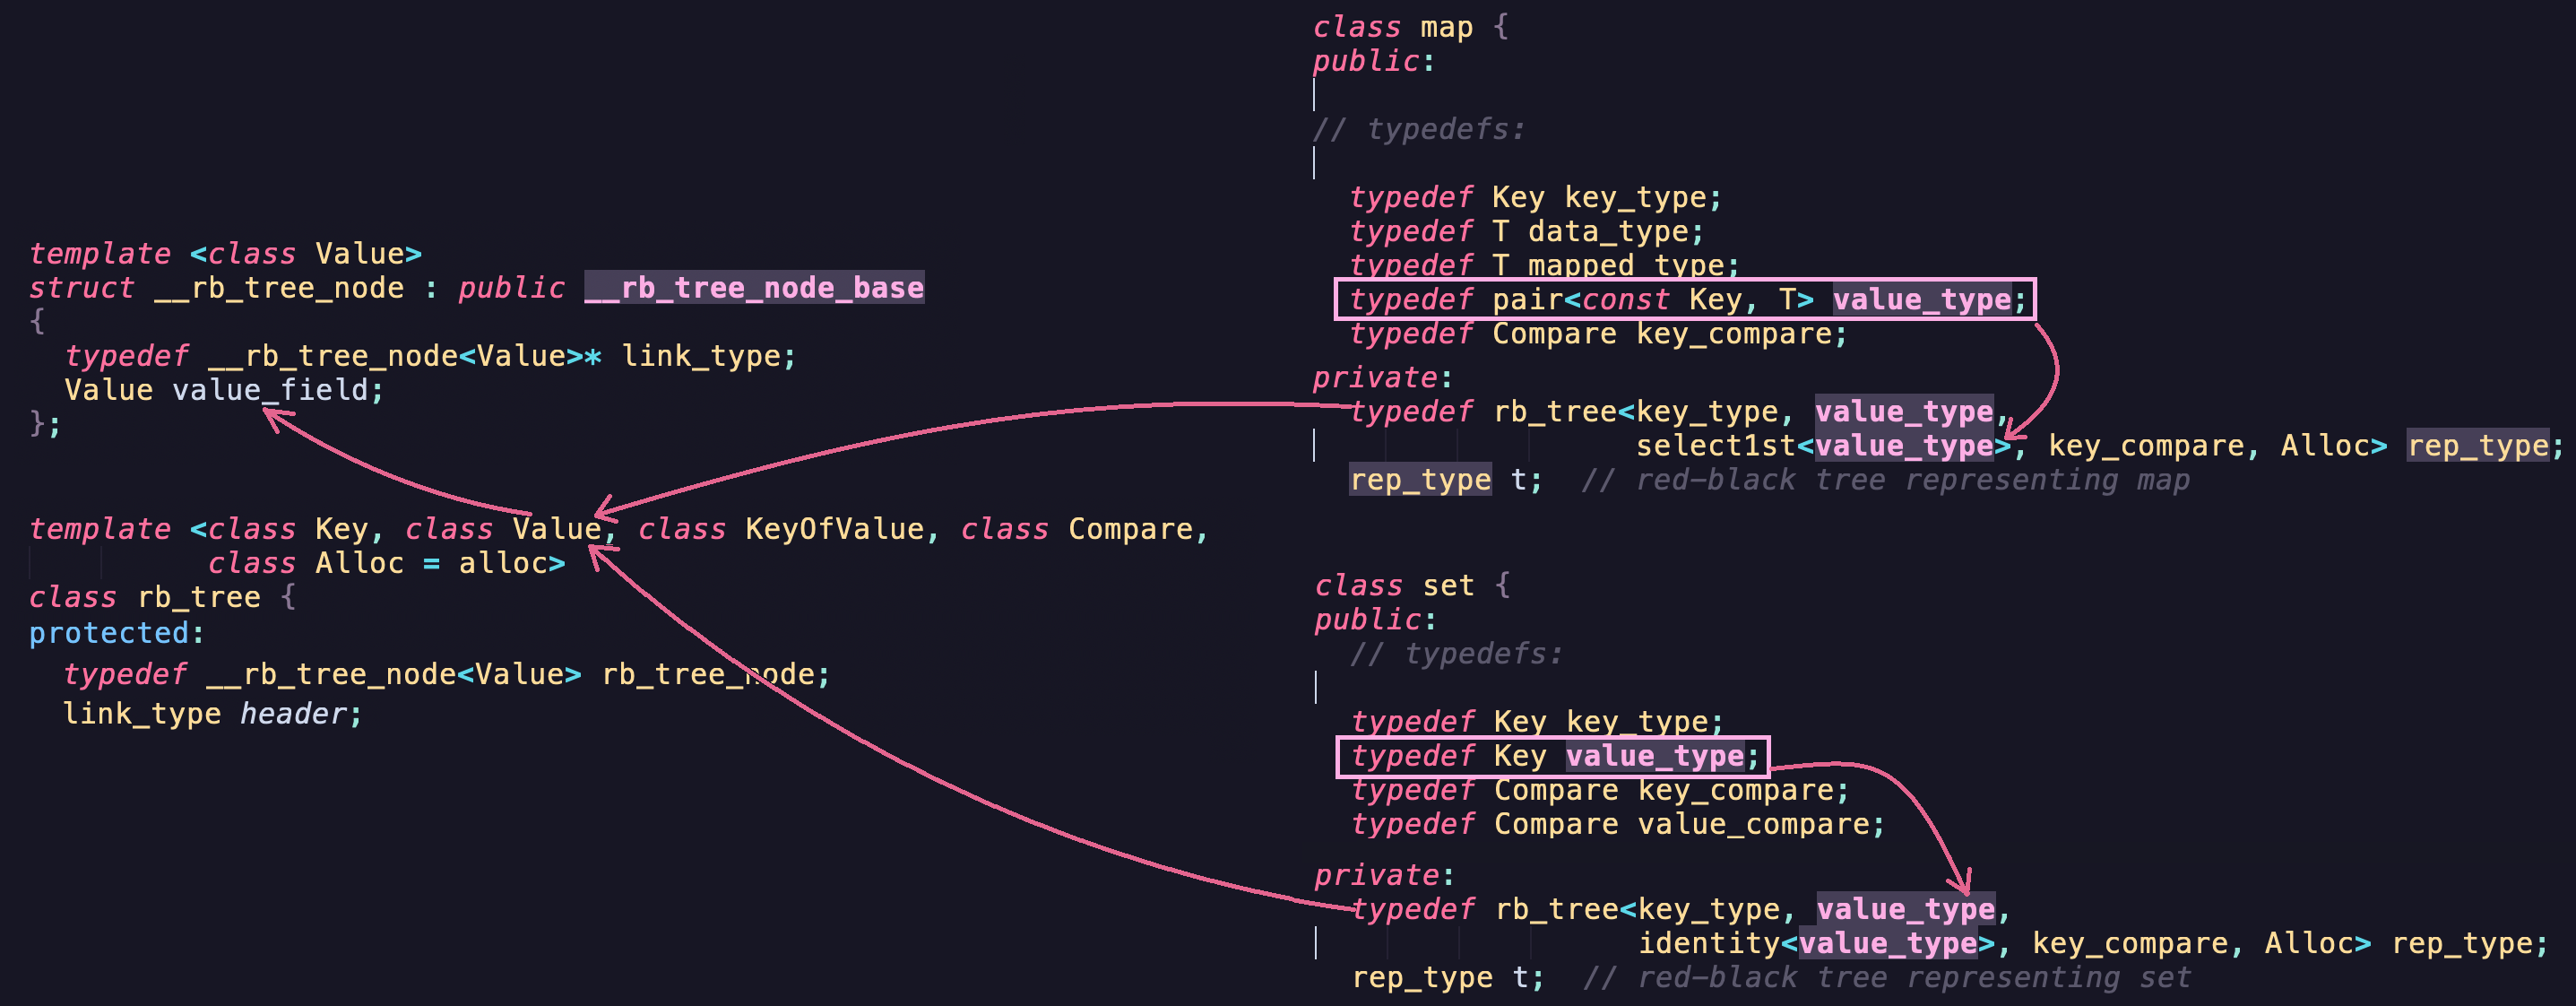 template <class Value>
struct __rb_tree_node : public __rb_tree_node_base
{
typedef __rb_tree_node<Value>* link_type;
Value value_field;
};
template <class Key, class Value, class KeyOfValue, class Compare,
class Alloc = alloc>
class rb_tree {
protected:
typedef __rb_tree_node<Value> rb_tree_node;
link_type header;
class map {
public:
// typedefs:
typedef Key key_type;
typedef T data_type;
typedef T mapped_type;
typedef pair<const Key, T> value_type;
typedef Compare key_compare;
private:
typedef rb_tree<key_type, value_type,
select1st<value_type>, key_compare, Alloc> rep_type;
rep_type t;  // red-black tree representing map
class set {
public:
// typedefs:
typedef Key key_type;
typedef Key value_type;
typedef Compare key_compare;
typedef Compare value_compare;
private:
typedef rb_tree<key_type, value_type,
identity<value_type>, key_compare, Alloc> rep_type;
rep_type t;  // red-black tree representing set